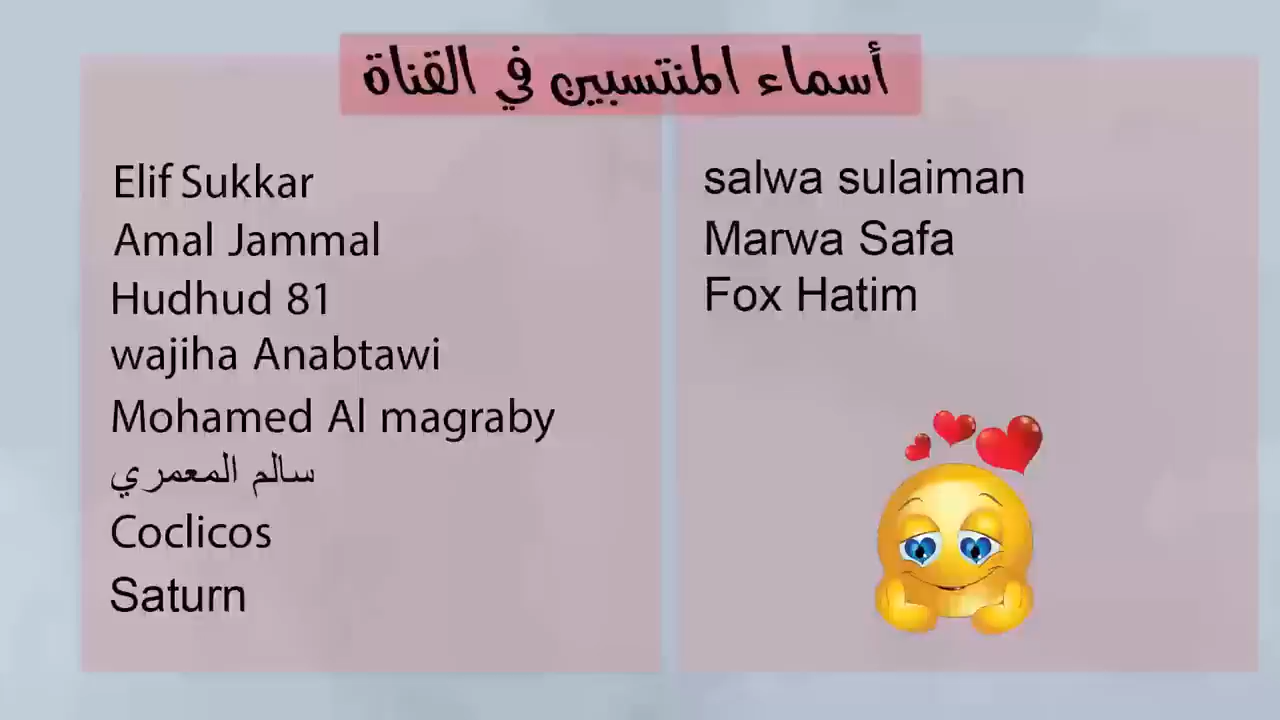 أسماء المنتسبين في القناة
Elif Sukkar
Amal Jammal
Hudhud 81
wajiha Anabtawi
Mohamed Al magraby
سالم المعمري
Coclicos
Saturn
salwa sulaiman
Marwa Safa
Fox Hatim